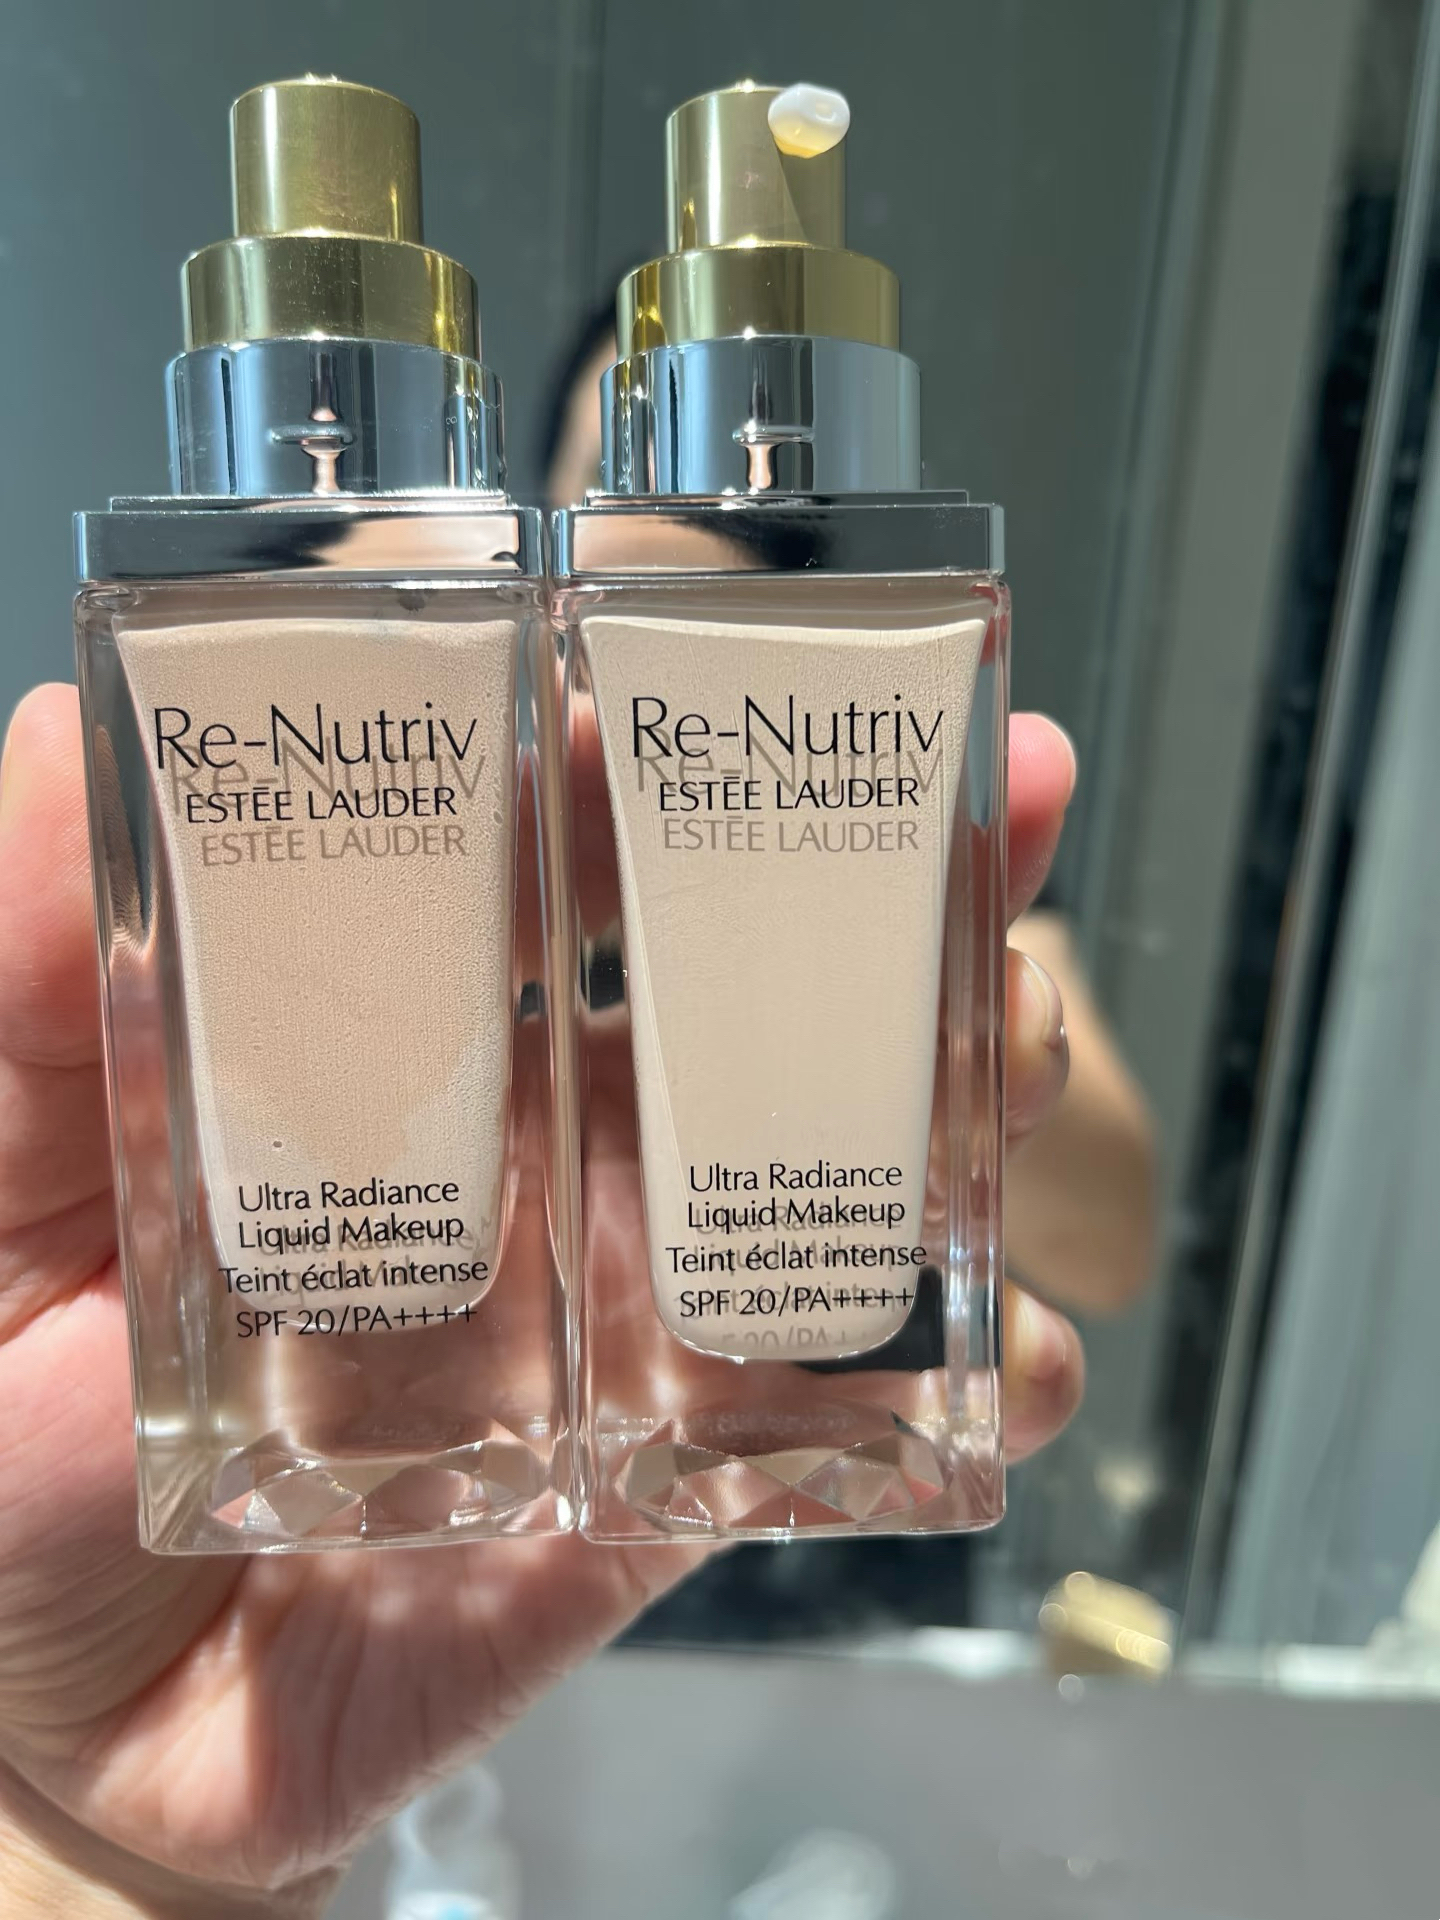 Re-Nutriv
ESTĒE LAUDER
Ultra Radiance
Liquid Makeup
Teint éclat intense
SPF 20/PA++++
Re-Nutriv
ESTĒE LAUDER
Ultra Radiance
Liquid Makeup
Teint éclat intense
SPF 20/PA++++